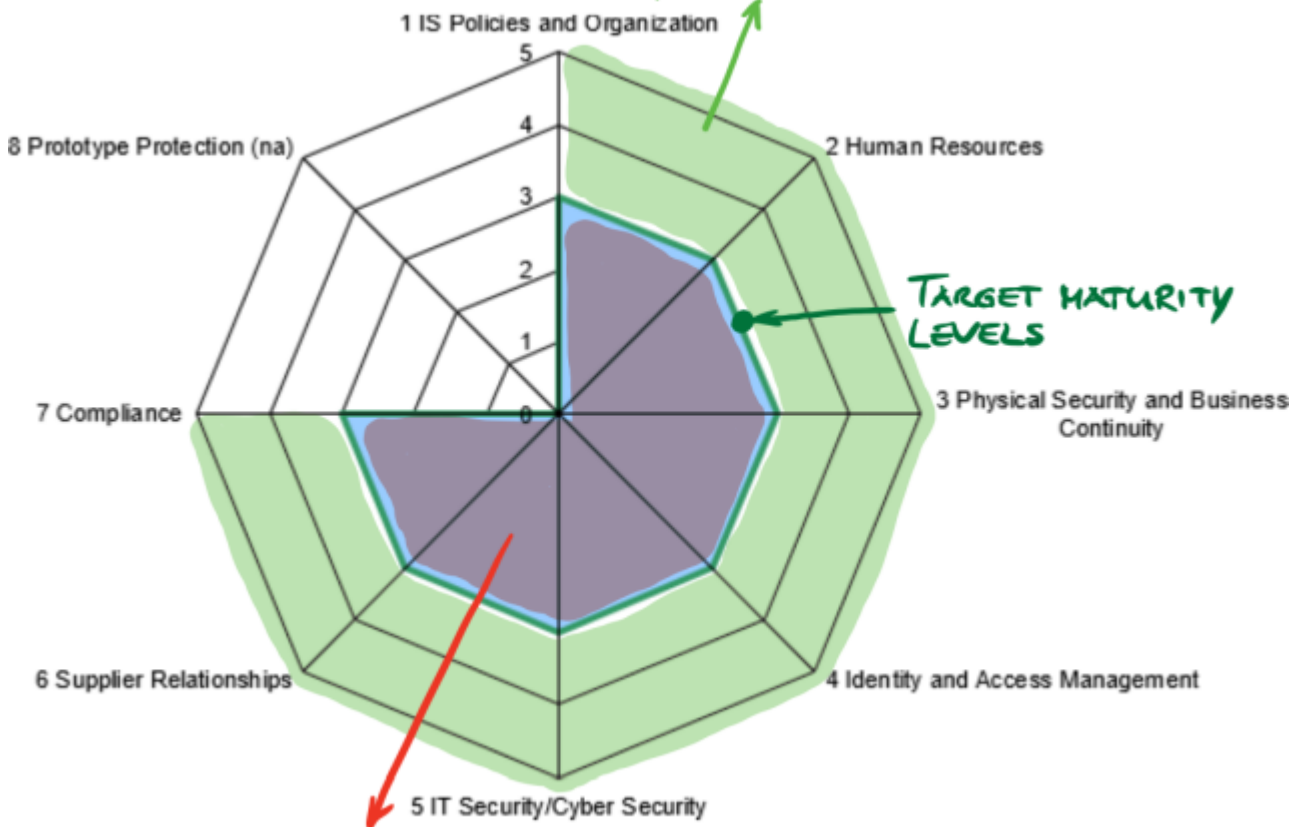 1 IS Policies and Organization
5
8 Prototype Protection (na)
4
2 Human Resources
3
2
TARGET MATURITY
LEVELS
1
7 Compliance
0
3 Physical Security and Business
Continuity
6 Supplier Relationships
4 Identity and Access Management
5 IT Security/Cyber Security